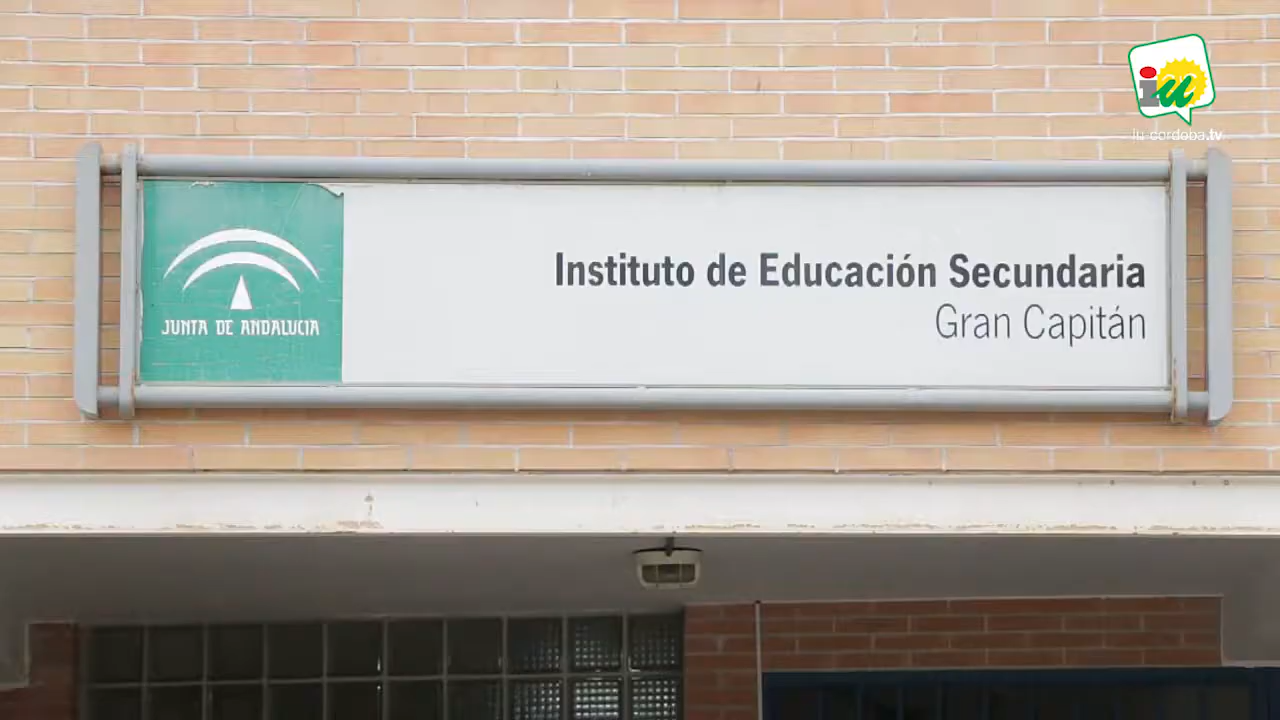 iu
iu cordoba.tv
Instituto de Educación Secundaria
Gran Capitán
JUNTA DE ANDALUCIA